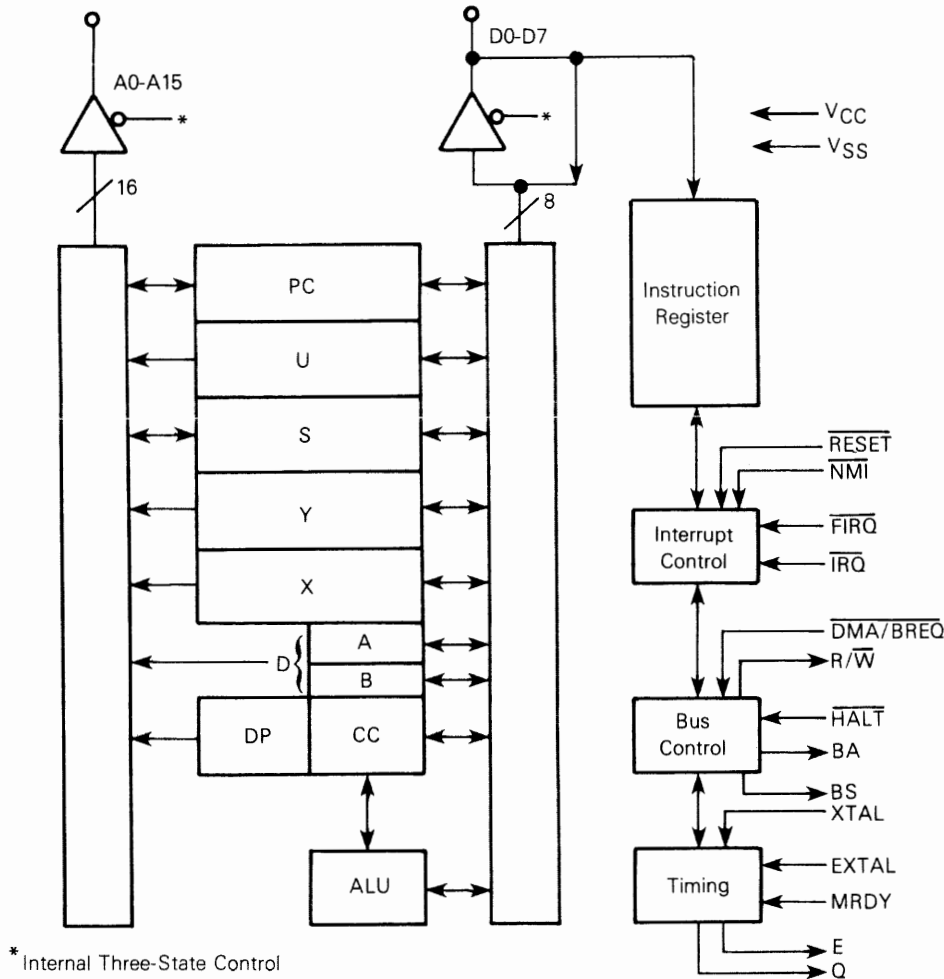 D0-D7
A0-A15
*
*
VCC
VSS
16
8
PC
Instruction
Register
U
S
RESET
NMI
Y
Interrupt
Control
FIRQ
IRQ
X
A
D{
B
DMA/BREQ
R/W
DP
CC
Bus
Control
HALT
BA
BS
XTAL
ALU
Timing
EXTAL
MRDY
E
Q
*Internal Three-State Control